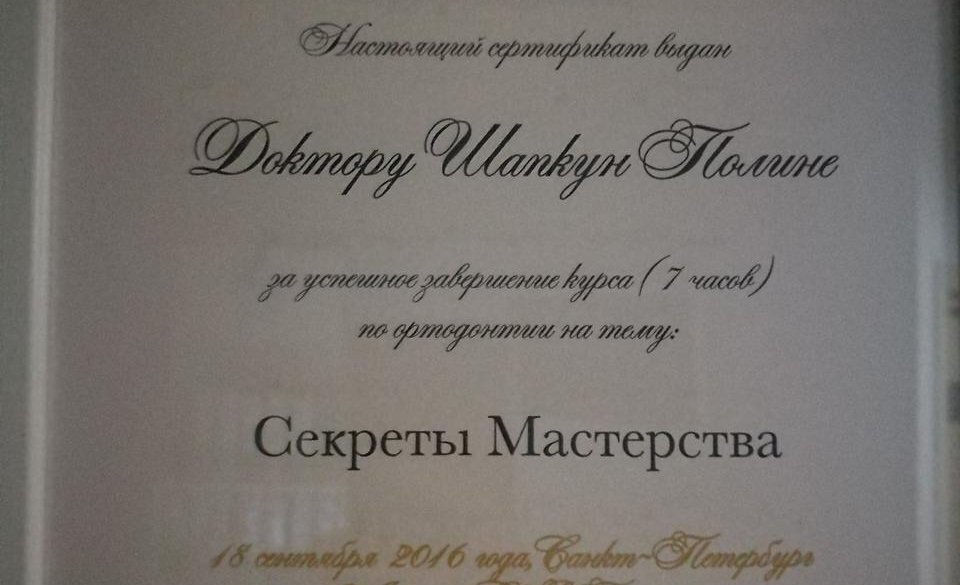 Настоящий сертификат выдан
Доктору Шапкун Полине
за успешное завершение курса ( 7 часов)
по ортодонтии на тему:
Секреты Мастерства
18 сентября 2016 года, Санкт-Петербург